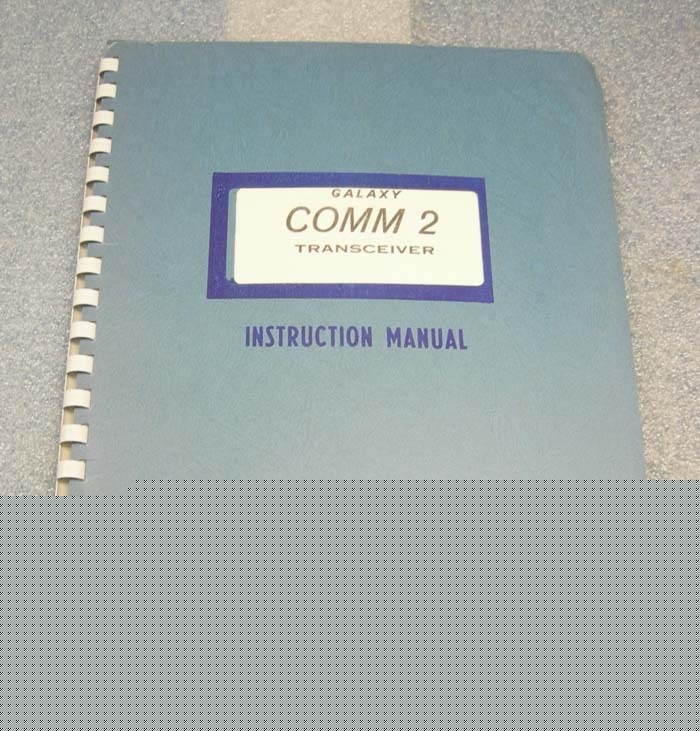 GALAXY
COMM 2
TRANSCEIVER
INSTRUCTION MANUAL